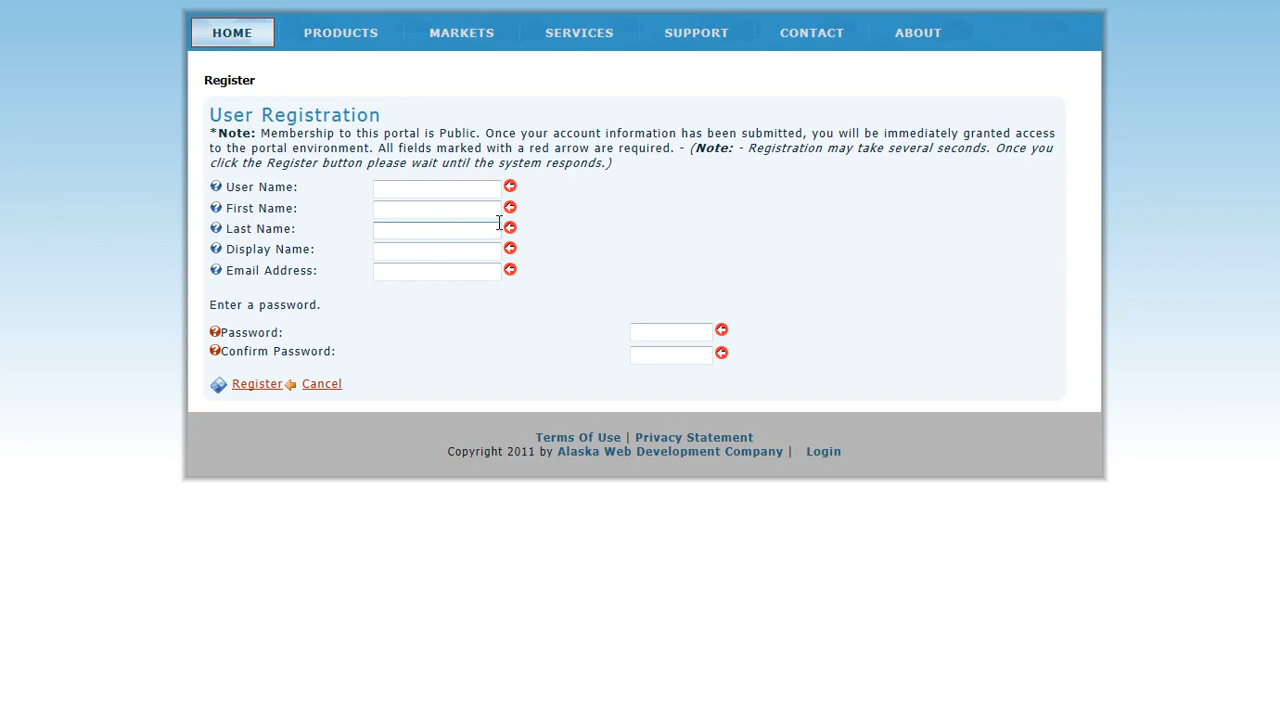 HOME PRODUCTS MARKETS SERVICES SUPPORT CONTACT ABOUT
Register
User Registration
*Note: Membership to this portal is Public. Once your account information has been submitted, you will be immediately granted access
to the portal environment. All fields marked with a red arrow are required. - (Note: - Registration may take several seconds. Once you
click the Register button please wait until the system responds.)
User Name:
First Name:
Last Name:
Display Name:
Email Address:
Enter a password.
Password:
Confirm Password:
Register Cancel
Terms Of Use | Privacy Statement
Copyright 2011 by Alaska Web Development Company | Login